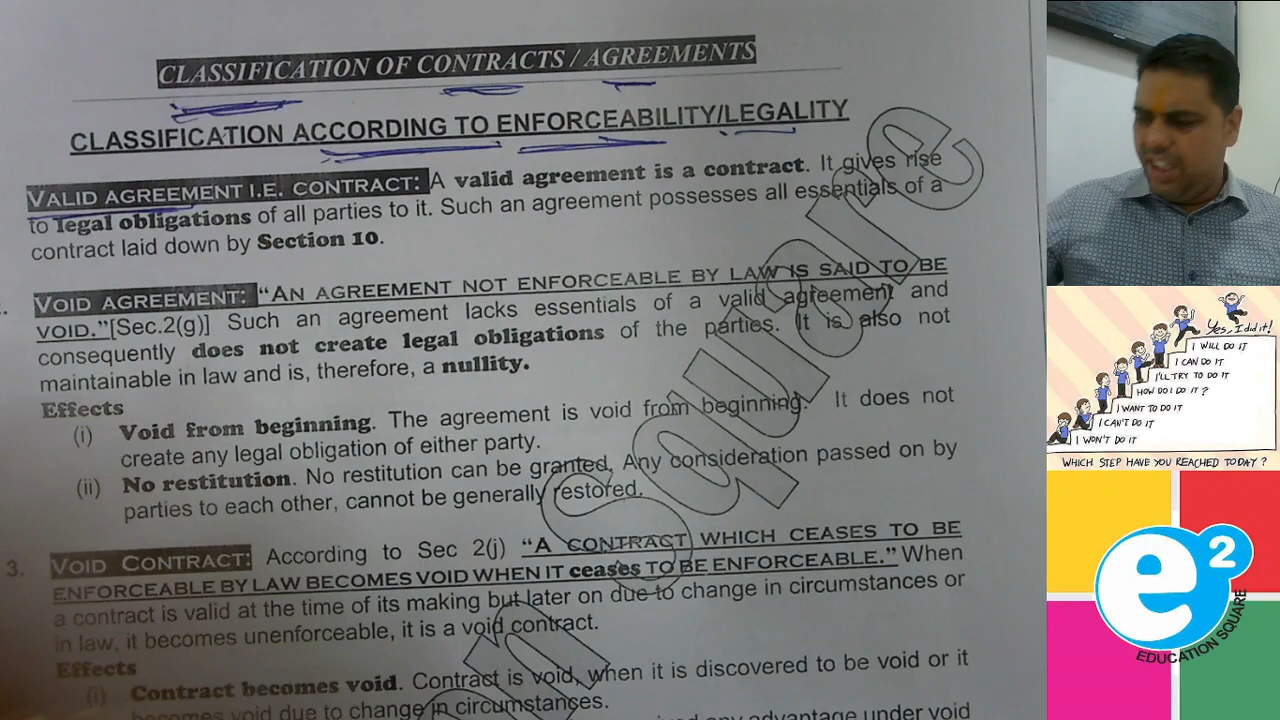 CLASSIFICATION OF CONTRACTS / AGREEMENTS
CLASSIFICATION ACCORDING TO ENFORCEABILITY/LEGALITY
VALID AGREEMENT I.E. CONTRACT: A valid agreement is a contract. It gives rise
to legal obligations of all parties to it. Such an agreement possesses all essentials of a
contract laid down by Section 10.
VOID AGREEMENT: “AN AGREEMENT NOT ENFORCEABLE BY LAW IS SAID TO BE
VOID.”[Sec.2(g)] Such an agreement lacks essentials of a valid agreement and
consequently does not create legal obligations of the parties. It is also not
maintainable in law and is, therefore, a nullity.
Effects
(i) Void from beginning. The agreement is void from beginning. It does not
create any legal obligation of either party.
(ii) No restitution. No restitution can be granted. Any consideration passed on by
parties to each other, cannot be generally restored.
3. VOID CONTRACT: According to Sec 2(j) “A CONTRACT WHICH CEASES TO BE
ENFORCEABLE BY LAW BECOMES VOID WHEN IT ceases TO BE ENFORCEABLE.” When
a contract is valid at the time of its making but later on due to change in circumstances or
in law, it becomes unenforceable, it is a void contract.
Effects
(i) Contract becomes void. Contract is void, when it is discovered to be void or it
becomes void due to change in circumstances.
any advantage under void
Square
Yes, I did it!
I WILL DO IT
I CAN DO IT
I'LL TRY TO DO IT
HOW DO I DO IT?
I WANT TO DO IT
I CAN'T DO IT
I WON'T DO IT
WHICH STEP HAVE YOU REACHED TODAY?
e2
EDUCATION SQUARE